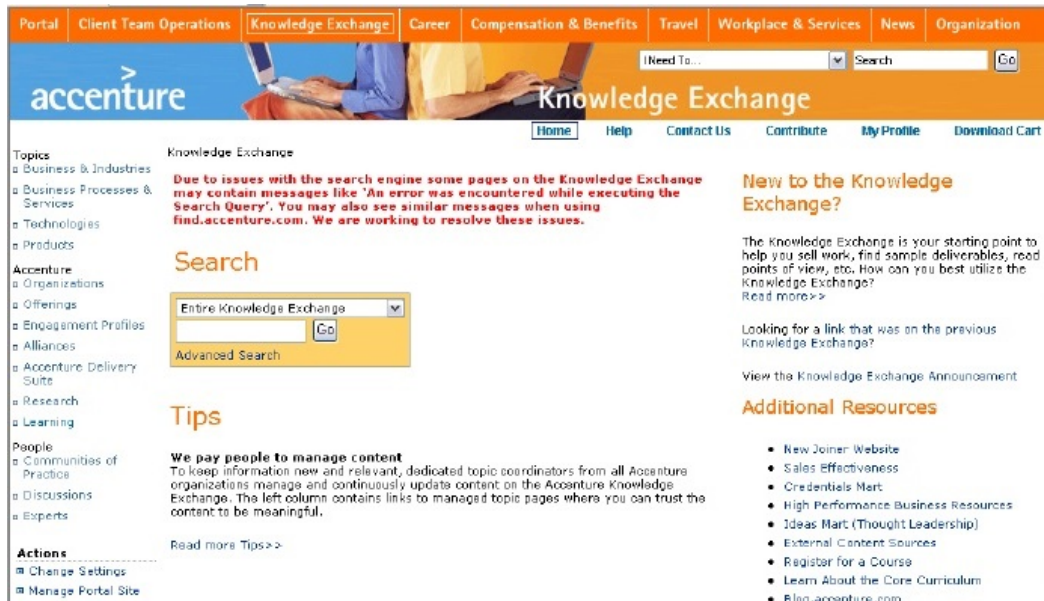 Portal Client Team Operations Knowledge Exchange Career Compensation & Benefits Travel Workplace & Services News Organization
I Need To... Search Go
accenture
Knowledge Exchange
Home Help Contact Us Contribute My Profile Download Cart
Topics
Business & Industries
Business Processes &
Services
Technologies
Products
Accenture
Organizations
Offerings
Engagement Profiles
Alliances
Accenture Delivery
Suite
Research
Learning
People
Communities of
Practice
Discussions
Experts
Actions
Change Settings
Manage Portal Site
Knowledge Exchange
Due to issues with the search engine some pages on the Knowledge Exchange
may contain messages like 'An error was encountered while executing the
Search Query'. You may also see similar messages when using
find.accenture.com. We are working to resolve these issues.
Search
Entire Knowledge Exchange
Go
Advanced Search
Tips
We pay people to manage content
To keep information new and relevant, dedicated topic coordinators from all Accenture
organizations manage and continuously update content on the Accenture Knowledge
Exchange. The left column contains links to managed topic pages where you can trust the
content to be meaningful.
Read more Tips>>
New to the Knowledge
Exchange?
The Knowledge Exchange is your starting point to
help you sell work, find sample deliverables, read
points of view, etc. How can you best utilize the
Knowledge Exchange?
Read more>>
Looking for a link that was on the previous
Knowledge Exchange?
View the Knowledge Exchange Announcement
Additional Resources
New Joiner Website
Sales Effectiveness
Credentials Mart
High Performance Business Resources
Ideas Mart (Thought Leadership)
External Content Sources
Register for a Course
Learn About the Core Curriculum
Blog.accenture.com